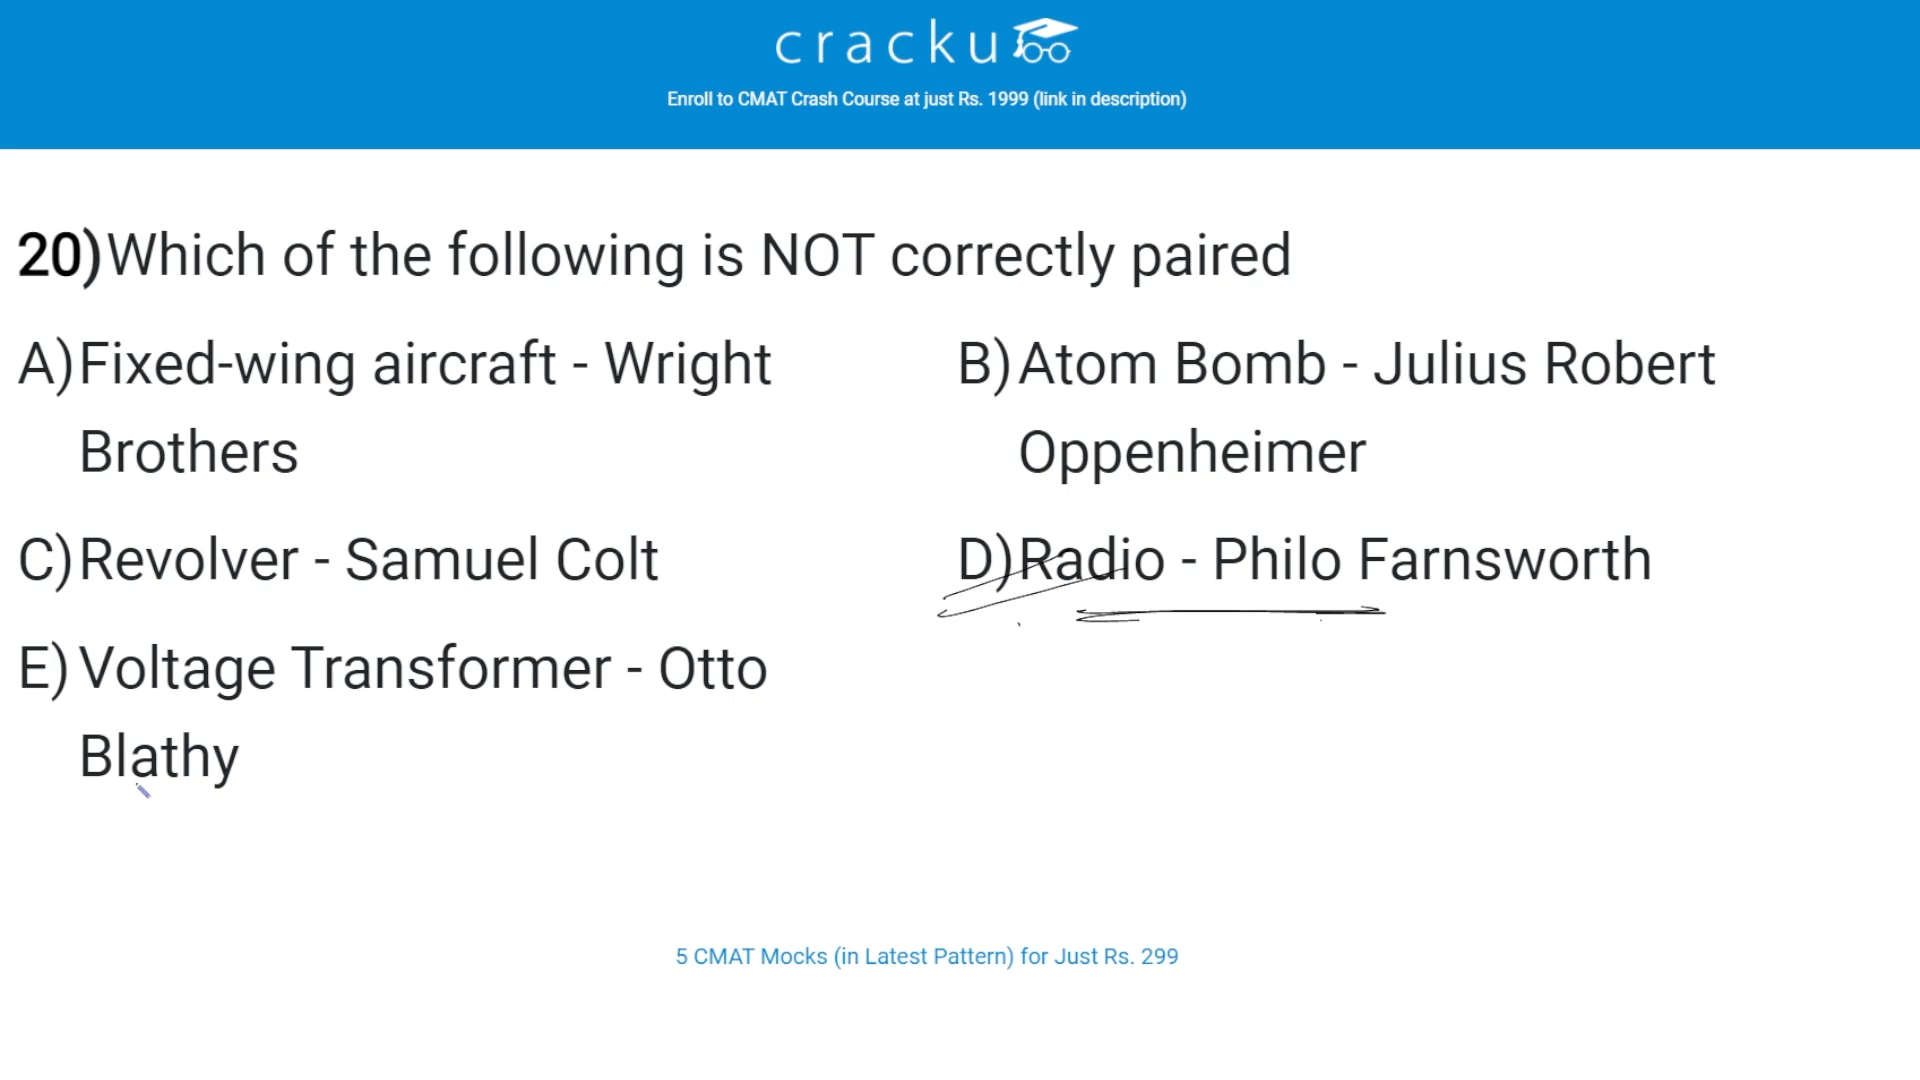 cracku
Enroll to CMAT Crash Course at just Rs. 1999 (link in description)
20)Which of the following is NOT correctly paired
A)Fixed-wing aircraft - Wright
Brothers
B)Atom Bomb - Julius Robert
Oppenheimer
C)Revolver - Samuel Colt
D)Radio - Philo Farnsworth
E)Voltage Transformer - Otto
Blathy
5 CMAT Mocks (in Latest Pattern) for Just Rs. 299